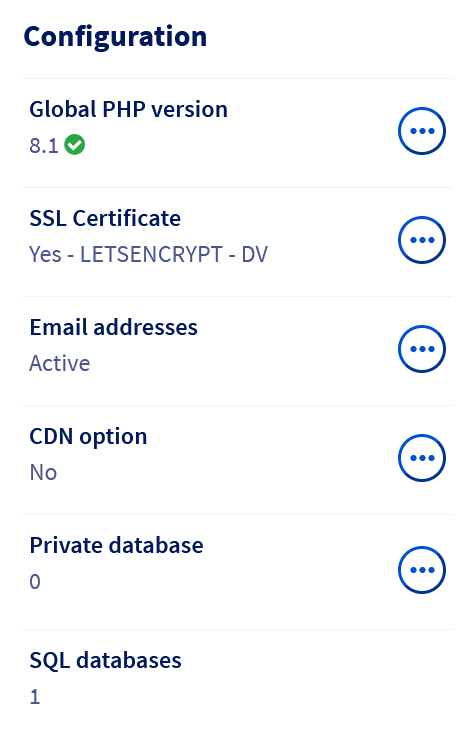 Configuration
Global PHP version
8.1
SSL Certificate
Yes - LETSENCRYPT - DV
Email addresses
Active
CDN option
No
Private database
0
SQL databases
1